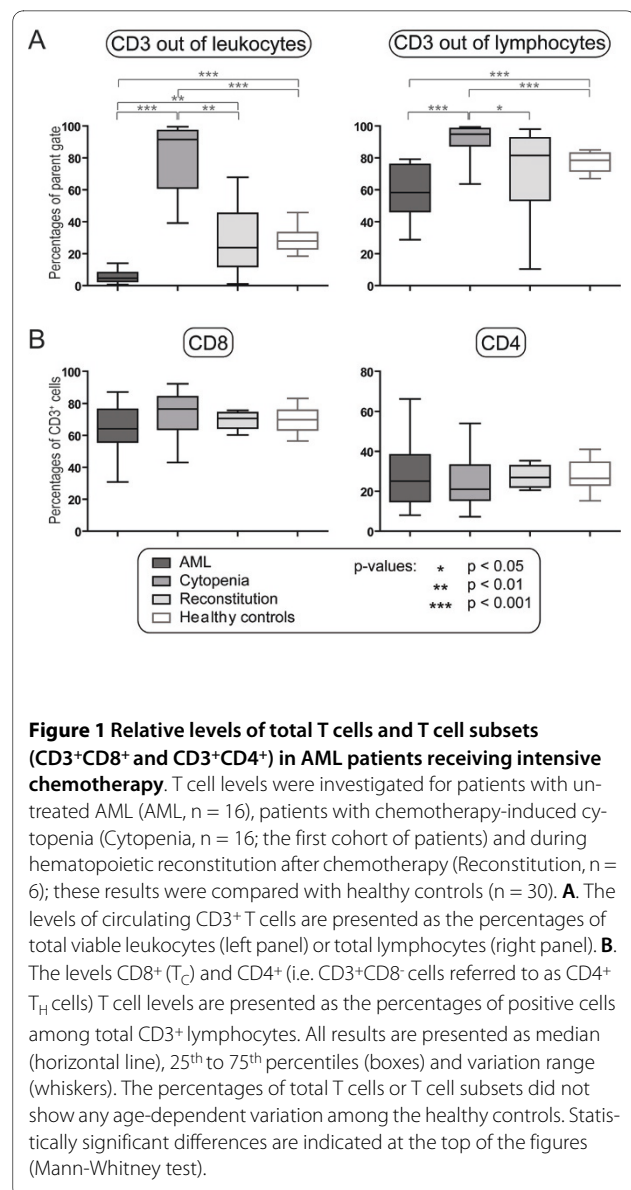 A
CD3 out of leukocytes
CD3 out of lymphocytes
***
***
**
***
**
***
***
***
*
Percentages of parent gate
100
80
60
40
20
0
100
80
60
40
20
0
B
CD8
CD4
Percentages of CD3⁺ cells
100
80
60
40
20
0
80
60
40
20
0
AML
Cytopenia
Reconstitution
Healthy controls
p-values:
* p < 0.05
** p < 0.01
*** p < 0.001
Figure 1 Relative levels of total T cells and T cell subsets
(CD3⁺CD8⁺ and CD3⁺CD4⁺) in AML patients receiving intensive
chemotherapy. T cell levels were investigated for patients with un-
treated AML (AML, n = 16), patients with chemotherapy-induced cy-
topenia (Cytopenia, n = 16; the first cohort of patients) and during
hematopoietic reconstitution after chemotherapy (Reconstitution, n =
6); these results were compared with healthy controls (n = 30). A. The
levels of circulating CD3⁺ T cells are presented as the percentages of
total viable leukocytes (left panel) or total lymphocytes (right panel). B.
The levels CD8⁺ (T_C) and CD4⁺ (i.e. CD3⁺CD8⁻ cells referred to as CD4⁺
T_H cells) T cell levels are presented as the percentages of positive cells
among total CD3⁺ lymphocytes. All results are presented as median
(horizontal line), 25th to 75th percentiles (boxes) and variation range
(whiskers). The percentages of total T cells or T cell subsets did not
show any age-dependent variation among the healthy controls. Statis-
tically significant differences are indicated at the top of the figures
(Mann-Whitney test).